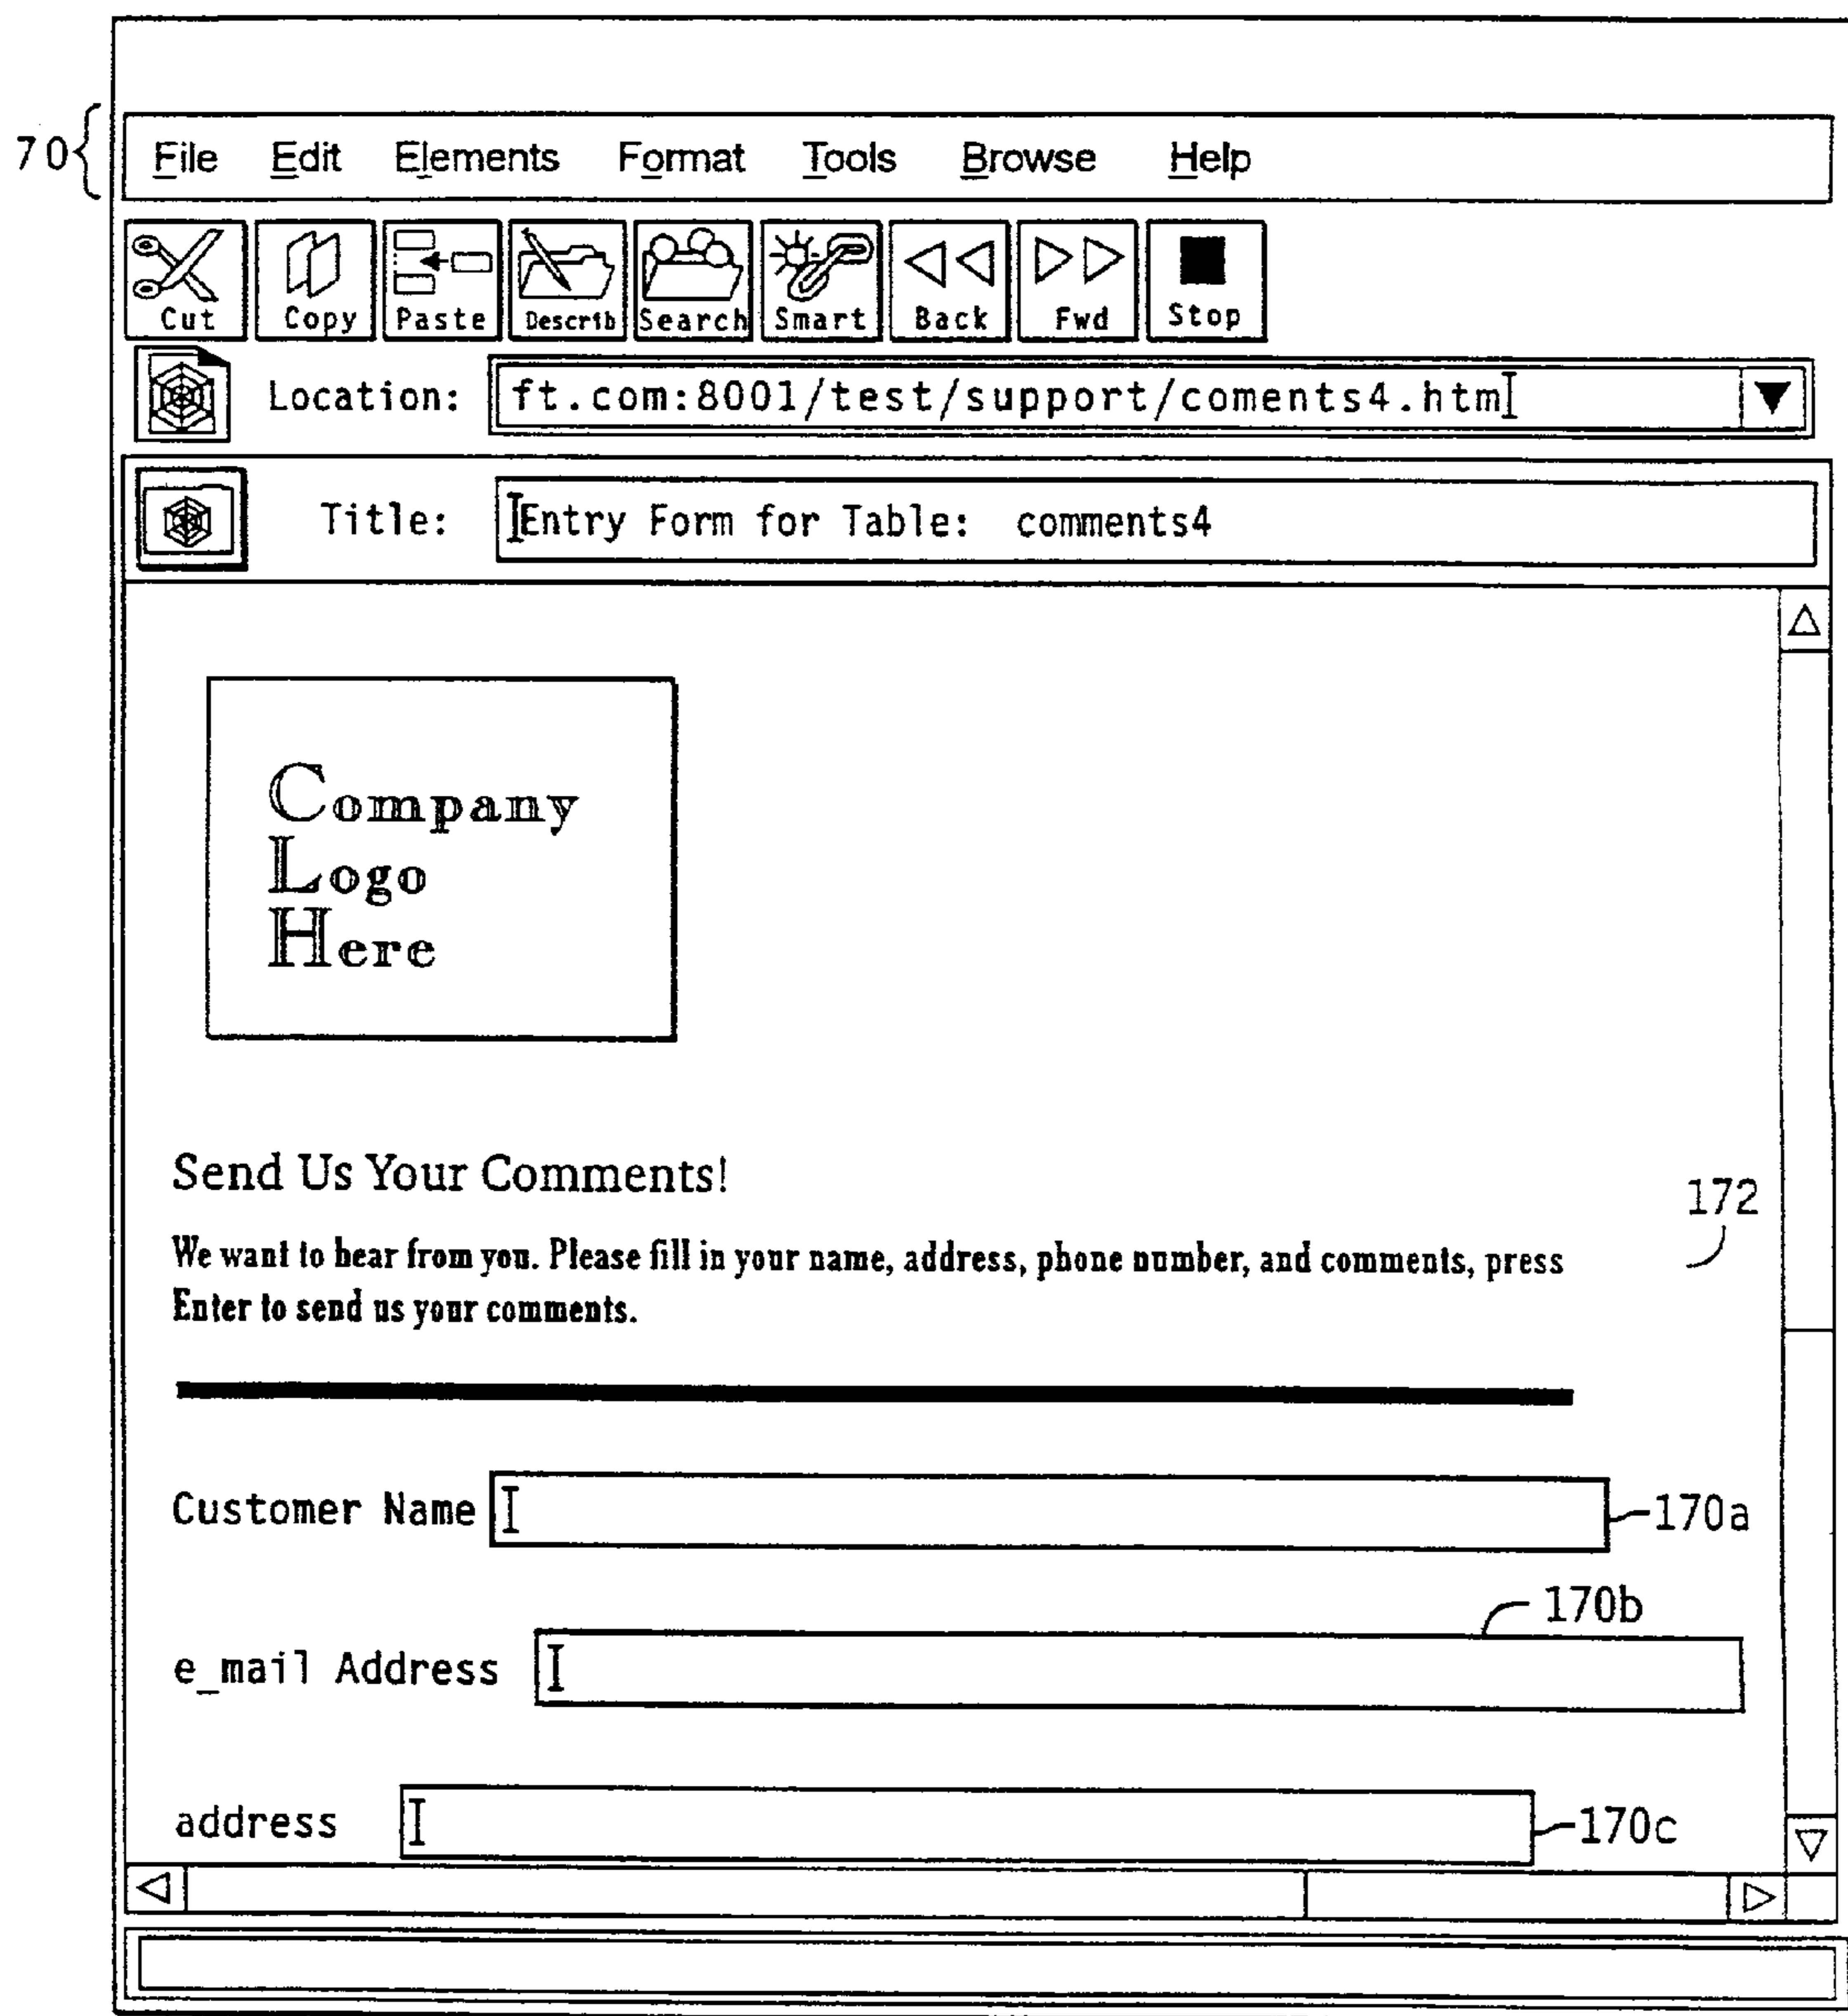 70
File Edit Elements Format Tools Browse Help
Cut Copy Paste Describ Search Smart Back Fwd Stop
Location: ft.com:8001/test/support/coments4.htm
Title: Entry Form for Table: comments4
Company
Logo
Here
Send Us Your Comments!
172
We want to hear from you. Please fill in your name, address, phone number, and comments, press
Enter to send us your comments.
Customer Name 170a
170b
e_mail Address
address 170c